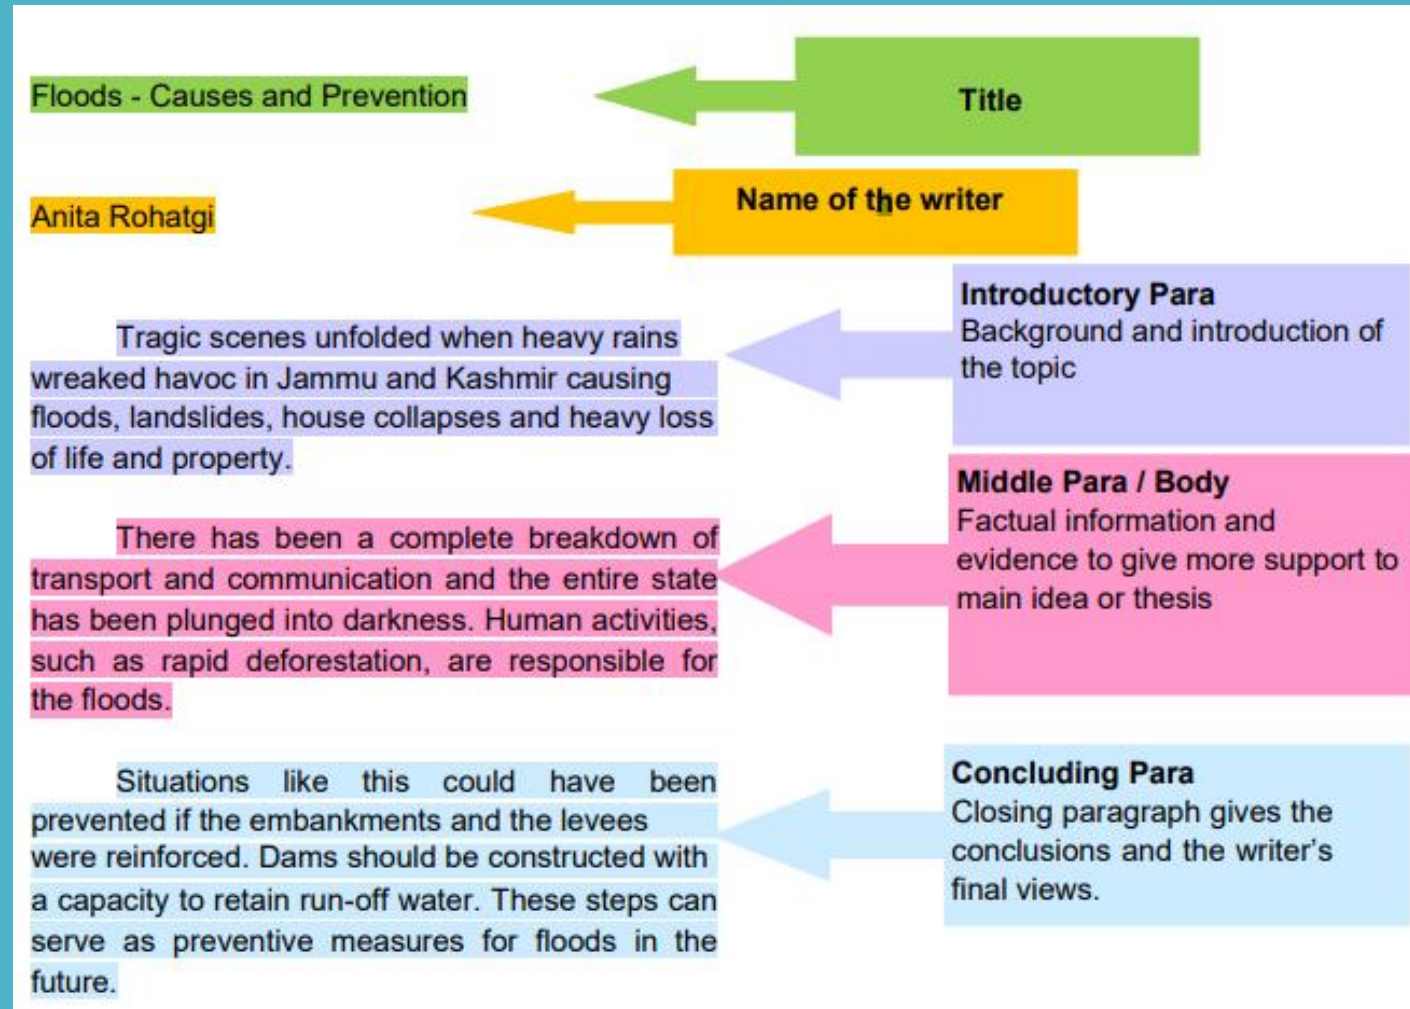 Floods - Causes and Prevention
Title
Anita Rohatgi
Name of the writer
Tragic scenes unfolded when heavy rains
wreaked havoc in Jammu and Kashmir causing
floods, landslides, house collapses and heavy loss
of life and property.
Introductory Para
Background and introduction of
the topic
There has been a complete breakdown of
transport and communication and the entire state
has been plunged into darkness. Human activities,
such as rapid deforestation, are responsible for
the floods.
Middle Para / Body
Factual information and
evidence to give more support to
main idea or thesis
Situations like this could have been
prevented if the embankments and the levees
were reinforced. Dams should be constructed with
a capacity to retain run-off water. These steps can
serve as preventive measures for floods in the
future.
Concluding Para
Closing paragraph gives the
conclusions and the writer's
final views.